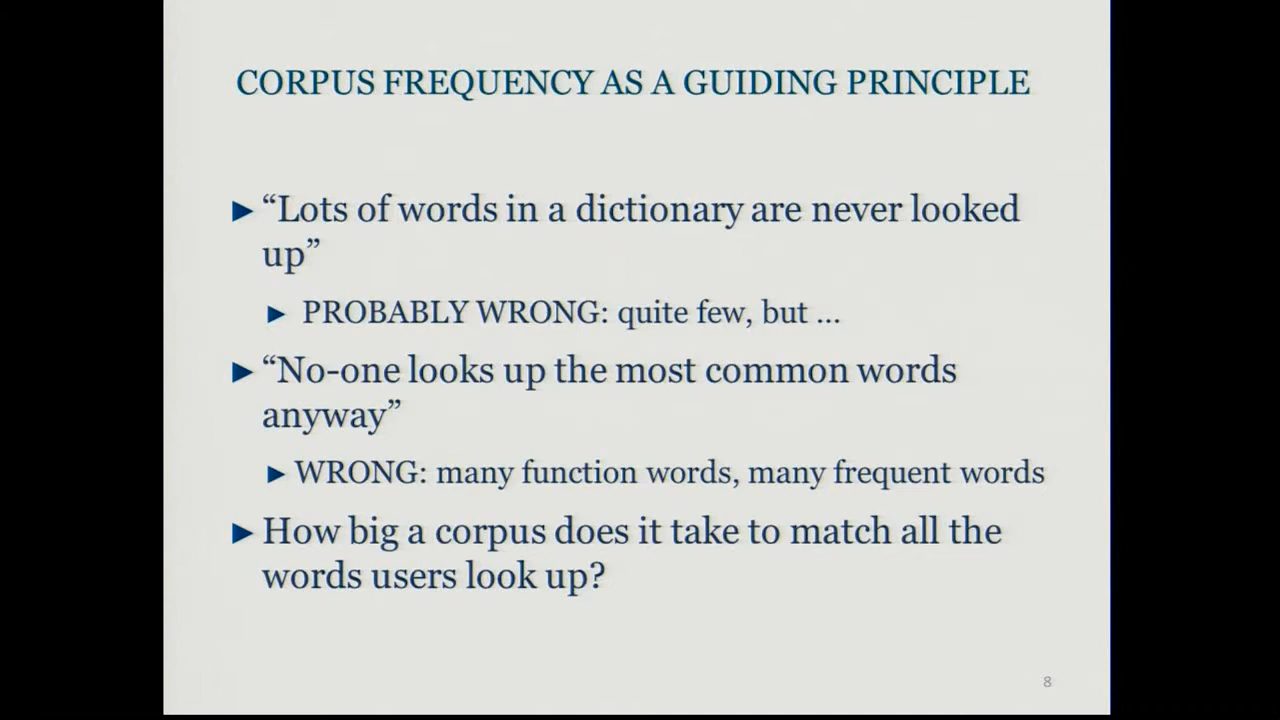 CORPUS FREQUENCY AS A GUIDING PRINCIPLE
► “Lots of words in a dictionary are never looked
up”
► PROBABLY WRONG: quite few, but ...
► “No-one looks up the most common words
anyway”
► WRONG: many function words, many frequent words
► How big a corpus does it take to match all the
words users look up?
8